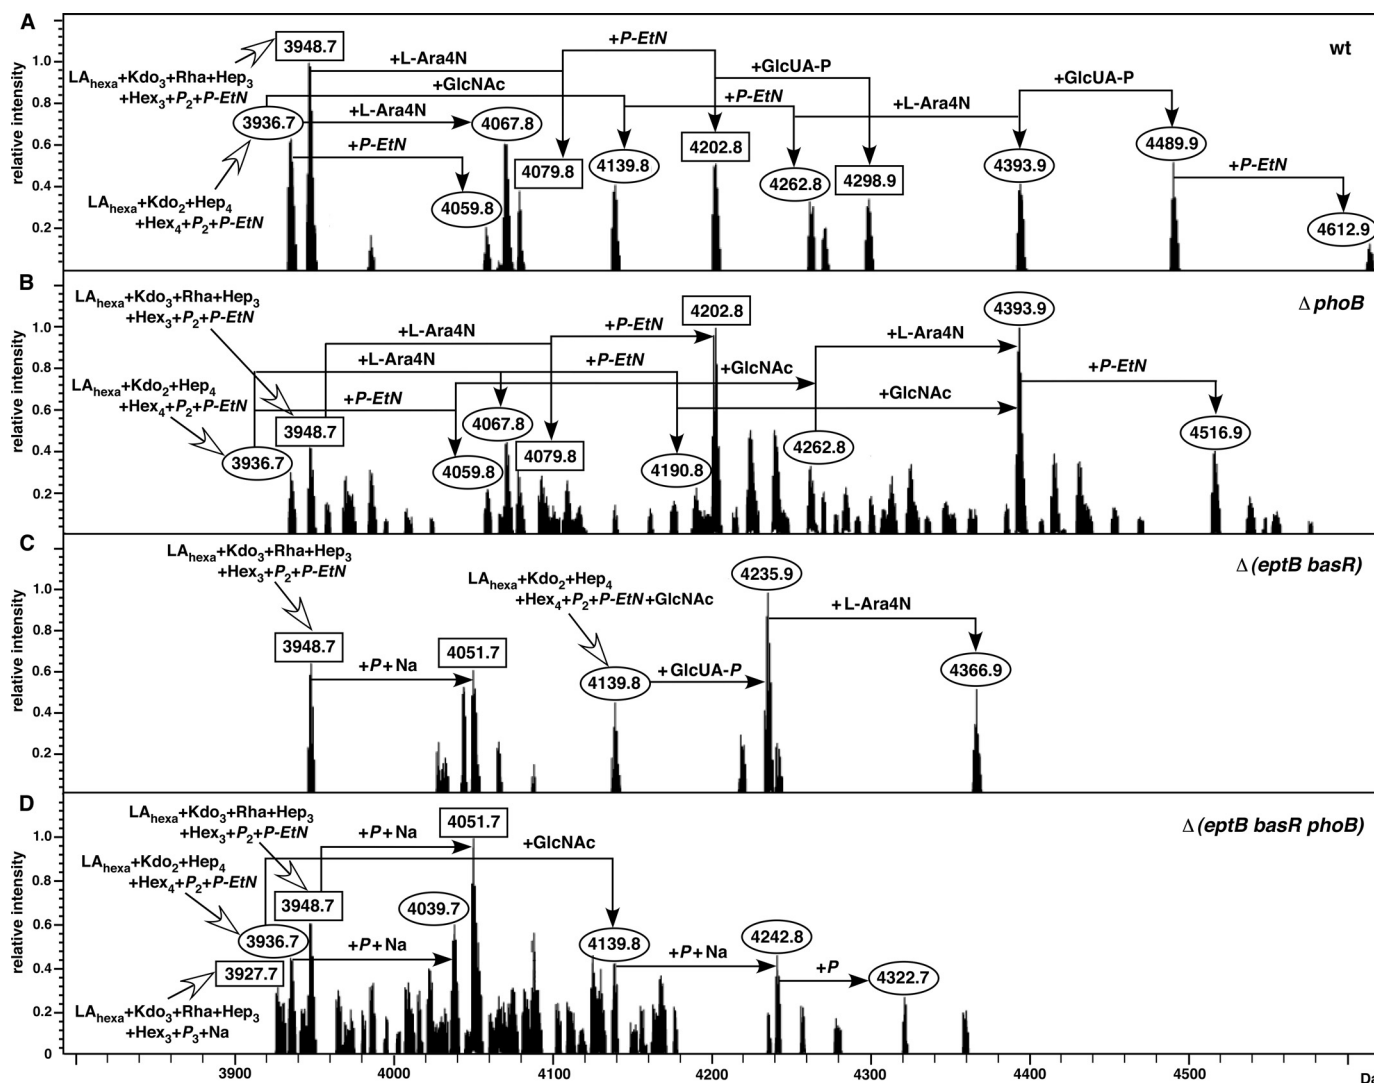 A
wt
relative intensity
1.0
0.8
0.6
0.4
0.2
3948.7
LAhexa+Kdo3+Rha+Hep3
+Hex3+P2+P-EtN
+L-Ara4N
+P-EtN
+GlcNAc
+GlcUA-P
+P-EtN
+GlcUA-P
3936.7
+L-Ara4N
4067.8
+L-Ara4N
+P-EtN
4059.8
4079.8
4139.8
4202.8
4262.8
4298.9
4393.9
4489.9
+P-EtN
4612.9
LAhexa+Kdo2+Hep4
+Hex4+P2+P-EtN
B
Δ phoB
relative intensity
1.0
0.8
0.6
0.4
0.2
LAhexa+Kdo3+Rha+Hep3
+Hex3+P2+P-EtN
4202.8
4393.9
+L-Ara4N
+P-EtN
+L-Ara4N
+L-Ara4N
+P-EtN
+GlcNAc
+P-EtN
LAhexa+Kdo2+Hep4
+Hex4+P2+P-EtN
+P-EtN
+GlcNAc
3948.7
4067.8
4516.9
3936.7
4059.8
4079.8
4190.8
4262.8
C
Δ (eptB basR)
relative intensity
1.0
0.8
0.6
0.4
0.2
LAhexa+Kdo3+Rha+Hep3
+Hex3+P2+P-EtN
LAhexa+Kdo2+Hep4
+Hex4+P2+P-EtN+GlcNAc
4235.9
+L-Ara4N
3948.7
+P+Na
4051.7
4139.8
+GlcUA-P
4366.9
D
Δ (eptB basR phoB)
relative intensity
1.0
0.8
0.6
0.4
0.2
0
LAhexa+Kdo3+Rha+Hep3
+Hex3+P2+P-EtN
+P+Na
4051.7
+GlcNAc
LAhexa+Kdo2+Hep4
+Hex4+P2+P-EtN
3948.7
4039.7
3936.7
+P+Na
4139.8
+P+Na
4242.8
+P
4322.7
3927.7
LAhexa+Kdo3+Rha+Hep3
+Hex3+P3+Na
3900
4000
4100
4200
4300
4400
4500
Da